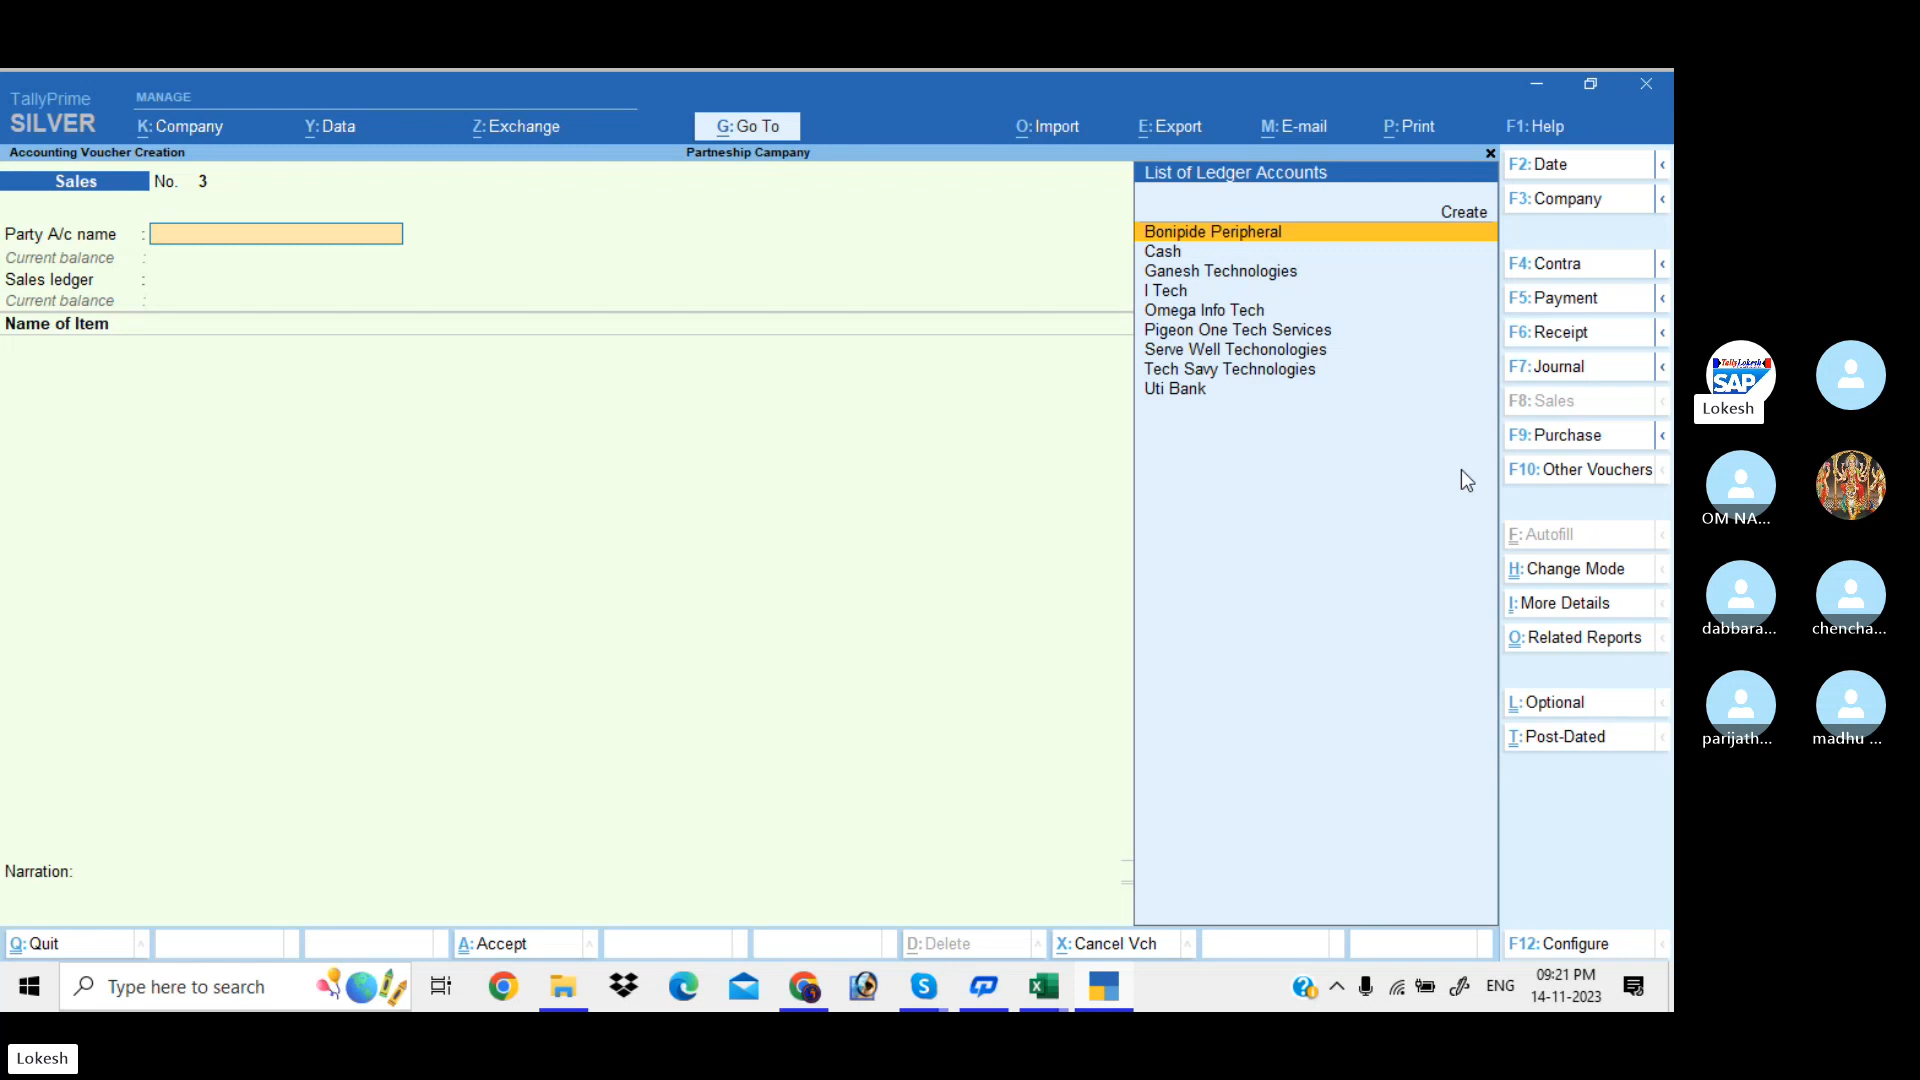 TallyPrime
SILVER
MANAGE
K: Company
Y: Data
Z: Exchange
G: Go To
O: Import
E: Export
M: E-mail
P: Print
F1: Help
Accounting Voucher Creation
Partneship Campany
Sales No. 3
Party A/c name :
Current balance :
Sales ledger :
Current balance :
Name of Item
Narration:
List of Ledger Accounts
Create
Bonipide Peripheral
Cash
Ganesh Technologies
I Tech
Omega Info Tech
Pigeon One Tech Services
Serve Well Techonologies
Tech Savy Technologies
Uti Bank
F2: Date
F3: Company
F4: Contra
F5: Payment
F6: Receipt
F7: Journal
F8: Sales
F9: Purchase
F10: Other Vouchers
F: Autofill
H: Change Mode
I: More Details
O: Related Reports
L: Optional
T: Post-Dated
F12: Configure
Q: Quit
A: Accept
D: Delete
X: Cancel Vch
Type here to search
ENG
09:21 PM
14-11-2023
TallyLokesh
SAP
Lokesh
OM NA...
dabbara...
chencha...
parijath...
madhu ...
Lokesh